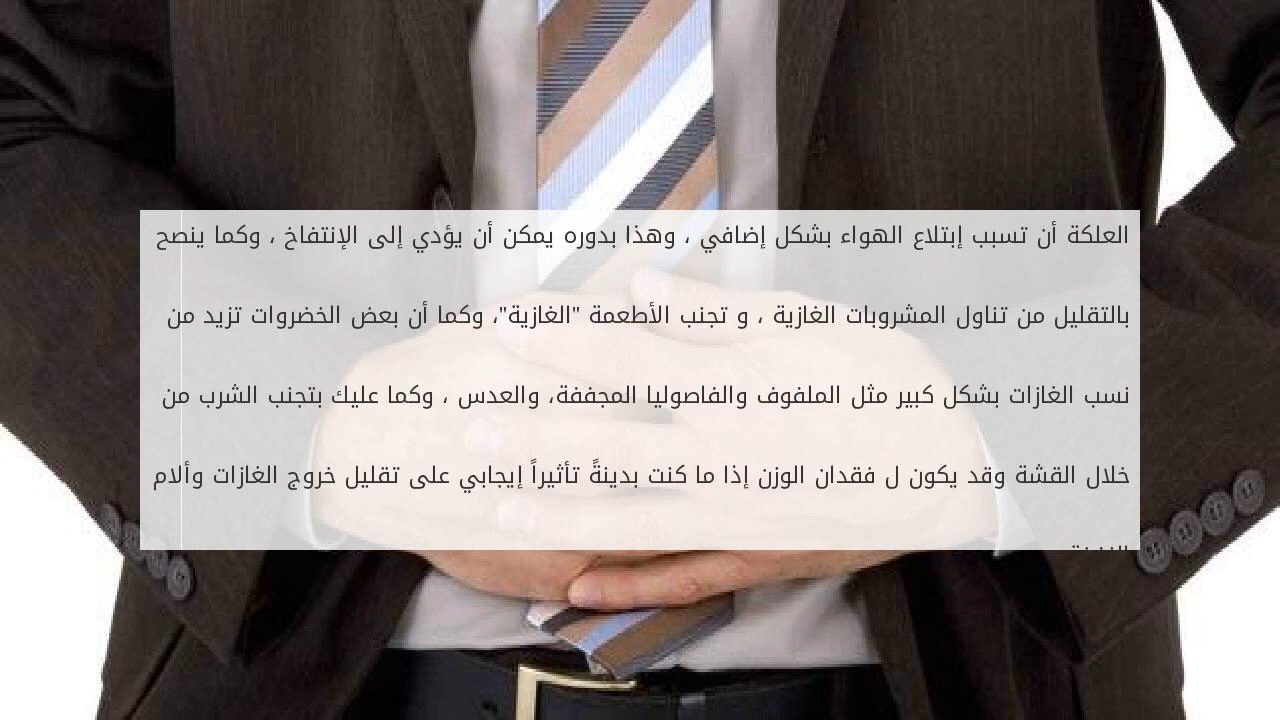 العلكة أن تسبب إبتلاع الهواء بشكل إضافي ، وهذا بدوره يمكن أن يؤدي إلى الإنتفاخ ، وكما ينصح
بالتقليل من تناول المشروبات الغازية ، و تجنب الأطعمة "الغازية"، وكما أن بعض الخضروات تزيد من
نسب الغازات بشكل كبير مثل الملفوف والفاصوليا المجففة، والعدس ، وكما عليك بتجنب الشرب من
خلال القشة وقد يكون ل فقدان الوزن إذا ما كنت بدينةً تأثيراً إيجابي على تقليل خروج الغازات وألام